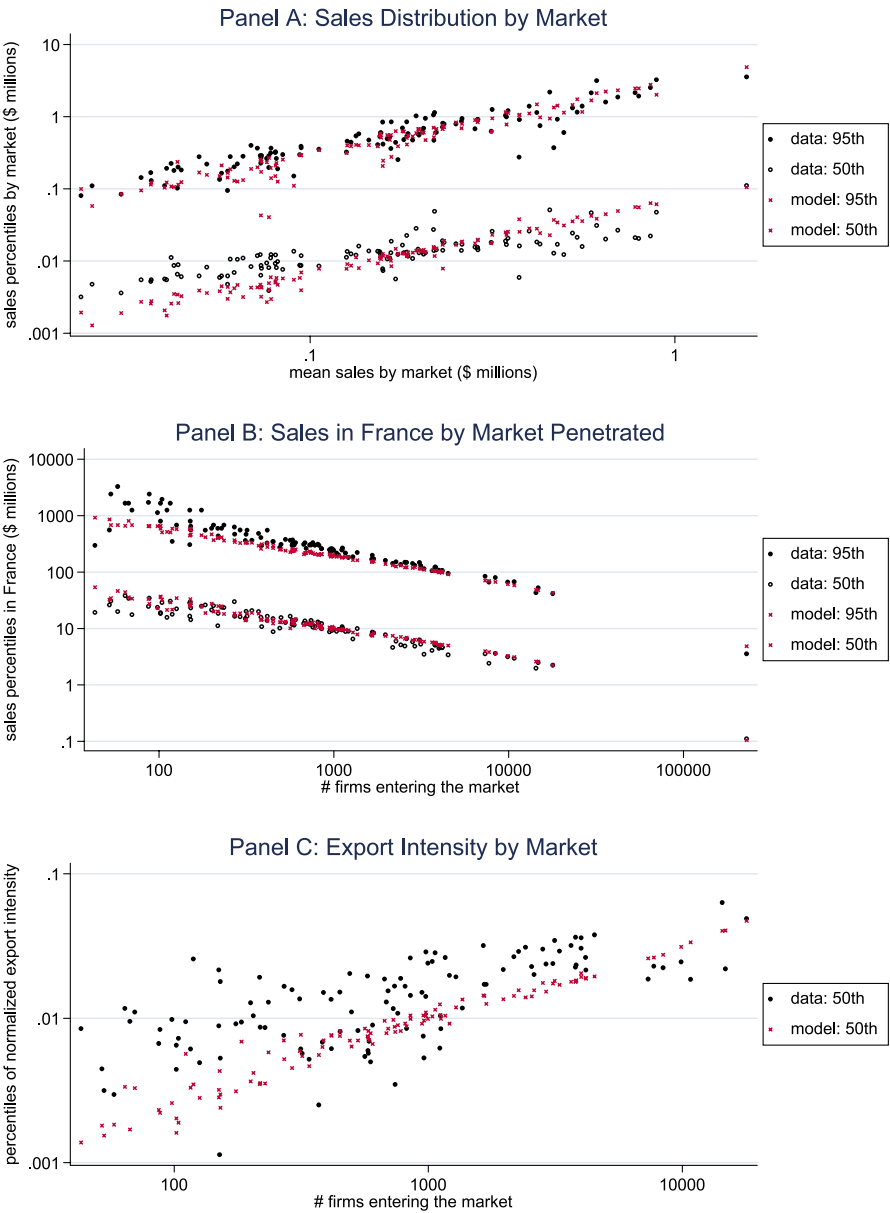 Panel A: Sales Distribution by Market
sales percentiles by market ($ millions)
10
1
.1
.01
.001
.1
1
mean sales by market ($ millions)
data: 95th
data: 50th
model: 95th
model: 50th
Panel B: Sales in France by Market Penetrated
sales percentiles in France ($ millions)
10000
1000
100
10
1
.1
100
1000
10000
100000
# firms entering the market
data: 95th
data: 50th
model: 95th
model: 50th
Panel C: Export Intensity by Market
percentiles of normalized export intensity
.1
.01
.001
100
1000
10000
# firms entering the market
data: 50th
model: 50th